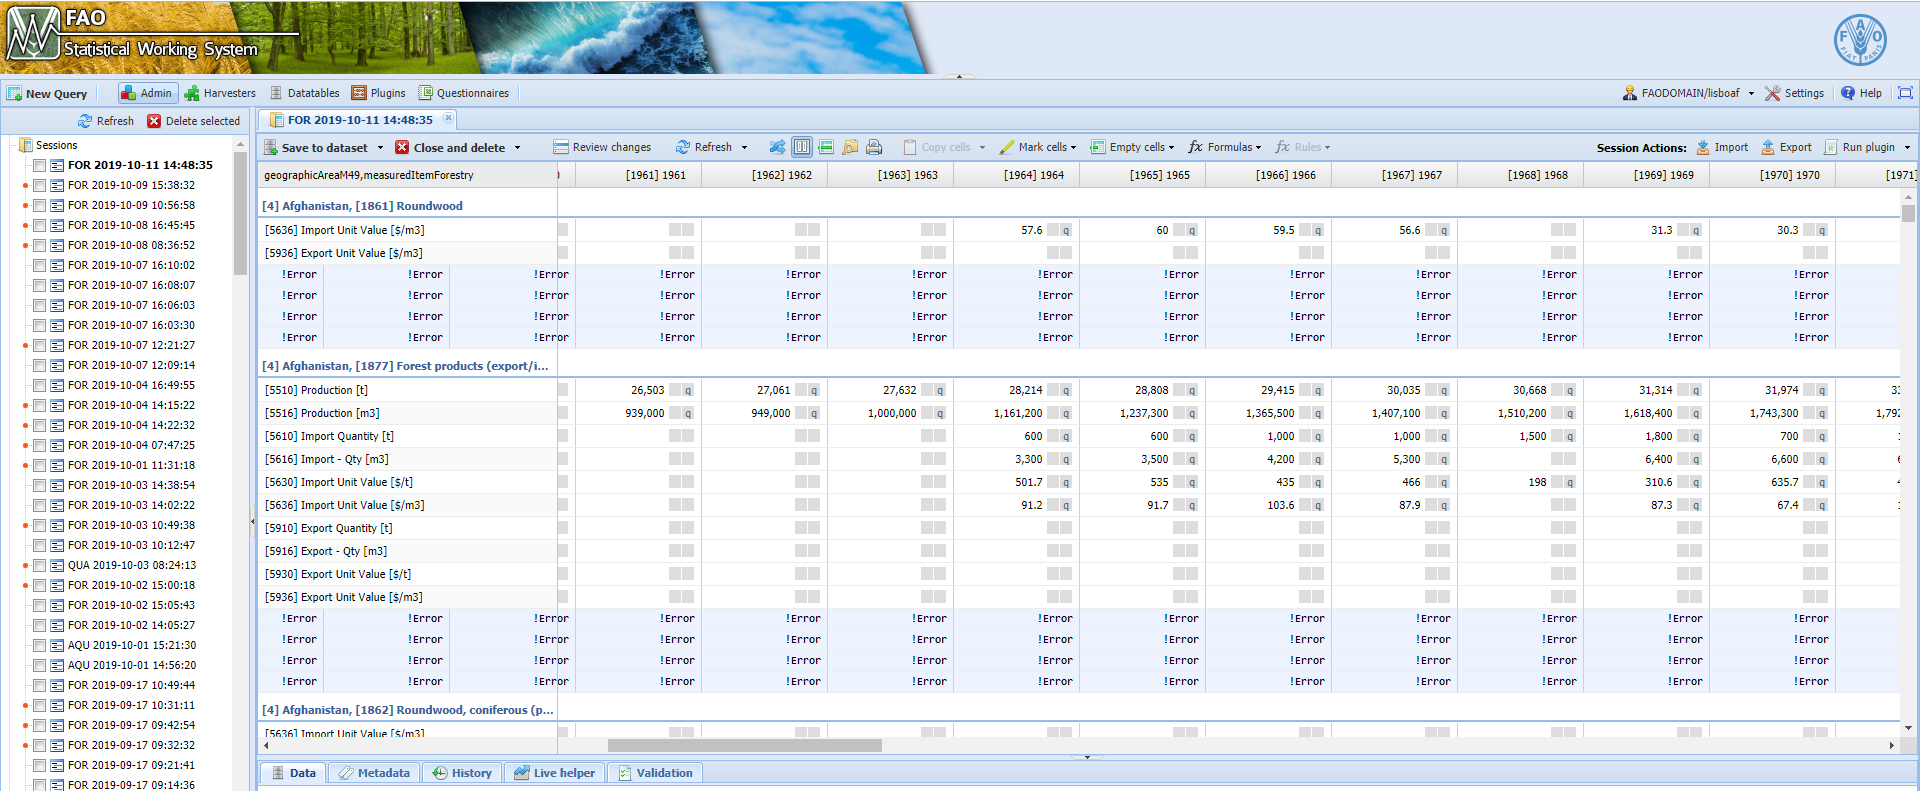 FAO
Statistical Working System
New Query Admin Harvesters Datatables Plugins Questionnaires FAODOMAIN/lisboaf Settings Help
Refresh Delete selected
Sessions
FOR 2019-10-11 14:48:35
FOR 2019-10-09 15:38:32
FOR 2019-10-09 10:56:58
FOR 2019-10-08 16:45:45
FOR 2019-10-08 08:36:52
FOR 2019-10-07 16:10:02
FOR 2019-10-07 16:08:07
FOR 2019-10-07 16:06:03
FOR 2019-10-07 16:03:30
FOR 2019-10-07 12:21:27
FOR 2019-10-07 12:09:14
FOR 2019-10-04 16:49:55
FOR 2019-10-04 14:15:22
FOR 2019-10-04 14:22:32
FOR 2019-10-04 07:47:25
FOR 2019-10-01 11:31:18
FOR 2019-10-03 14:38:54
FOR 2019-10-03 14:02:22
FOR 2019-10-03 10:49:38
FOR 2019-10-03 10:12:47
QUA 2019-10-03 08:24:13
FOR 2019-10-02 15:00:18
FOR 2019-10-02 15:05:43
FOR 2019-10-02 14:05:27
AQU 2019-10-01 15:21:30
AQU 2019-10-01 14:56:20
FOR 2019-09-17 10:49:44
FOR 2019-09-17 10:31:11
FOR 2019-09-17 09:42:54
FOR 2019-09-17 09:32:32
FOR 2019-09-17 09:21:41
FOR 2019-09-17 09:14:36
FOR 2019-10-11 14:48:35
Save to dataset Close and delete Review changes Refresh Copy cells Mark cells Empty cells Formulas Rules Session Actions: Import Export Run plugin
geographicAreaM49,measuredItemForestry [1961] 1961 [1962] 1962 [1963] 1963 [1964] 1964 [1965] 1965 [1966] 1966 [1967] 1967 [1968] 1968 [1969] 1969 [1970] 1970 [1971]
[4] Afghanistan, [1861] Roundwood
[5636] Import Unit Value [$/m3] 57.6 q 60 q 59.5 q 56.6 q 31.3 q 30.3 q
[5936] Export Unit Value [$/m3]
!Error !Error !Error !Error !Error !Error !Error !Error !Error !Error !Error !Error !Error
!Error !Error !Error !Error !Error !Error !Error !Error !Error !Error !Error !Error !Error
!Error !Error !Error !Error !Error !Error !Error !Error !Error !Error !Error !Error !Error
!Error !Error !Error !Error !Error !Error !Error !Error !Error !Error !Error !Error !Error
[4] Afghanistan, [1877] Forest products (export/i...
[5510] Production [t] 26,503 q 27,061 q 27,632 q 28,214 q 28,808 q 29,415 q 30,035 q 30,668 q 31,314 q 31,974 q
[5516] Production [m3] 939,000 q 949,000 q 1,000,000 q 1,161,200 q 1,237,300 q 1,365,500 q 1,407,100 q 1,510,200 q 1,618,400 q 1,743,300 q 1,792
[5610] Import Quantity [t] 600 q 600 q 1,000 q 1,000 q 1,500 q 1,800 q 700 q
[5616] Import - Qty [m3] 3,300 q 3,500 q 4,200 q 5,300 q 6,400 q 6,600 q
[5630] Import Unit Value [$/t] 501.7 q 535 q 435 q 466 q 198 q 310.6 q 635.7 q
[5636] Import Unit Value [$/m3] 91.2 q 91.7 q 103.6 q 87.9 q 87.3 q 67.4 q
[5910] Export Quantity [t]
[5916] Export - Qty [m3]
[5930] Export Unit Value [$/t]
[5936] Export Unit Value [$/m3]
!Error !Error !Error !Error !Error !Error !Error !Error !Error !Error !Error !Error !Error
!Error !Error !Error !Error !Error !Error !Error !Error !Error !Error !Error !Error !Error
!Error !Error !Error !Error !Error !Error !Error !Error !Error !Error !Error !Error !Error
!Error !Error !Error !Error !Error !Error !Error !Error !Error !Error !Error !Error !Error
[4] Afghanistan, [1862] Roundwood, coniferous (p...
[5636] Import Unit Value [$/m3]
Data Metadata History Live helper Validation